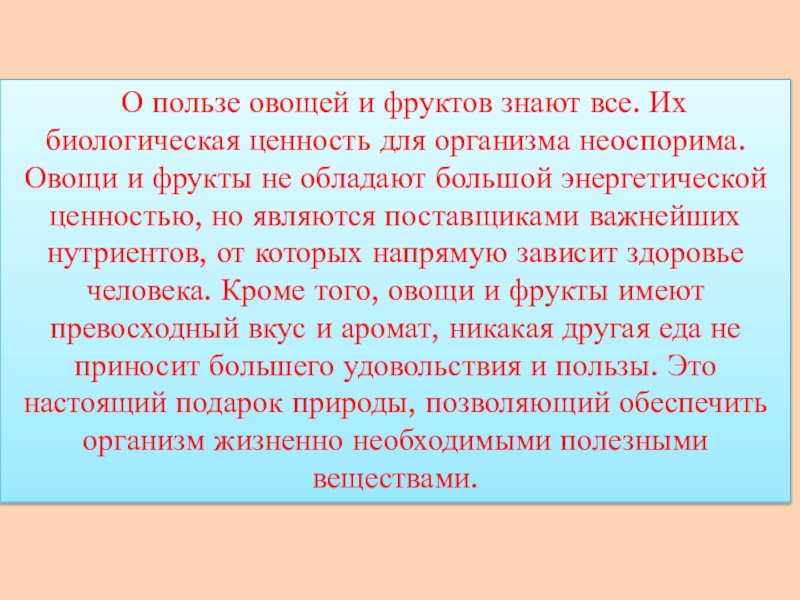 О пользе овощей и фруктов знают все. Их
биологическая ценность для организма неоспорима.
Овощи и фрукты не обладают большой энергетической
ценностью, но являются поставщиками важнейших
нутриентов, от которых напрямую зависит здоровье
человека. Кроме того, овощи и фрукты имеют
превосходный вкус и аромат, никакая другая еда не
приносит большего удовольствия и пользы. Это
настоящий подарок природы, позволяющий обеспечить
организм жизненно необходимыми полезными
веществами.